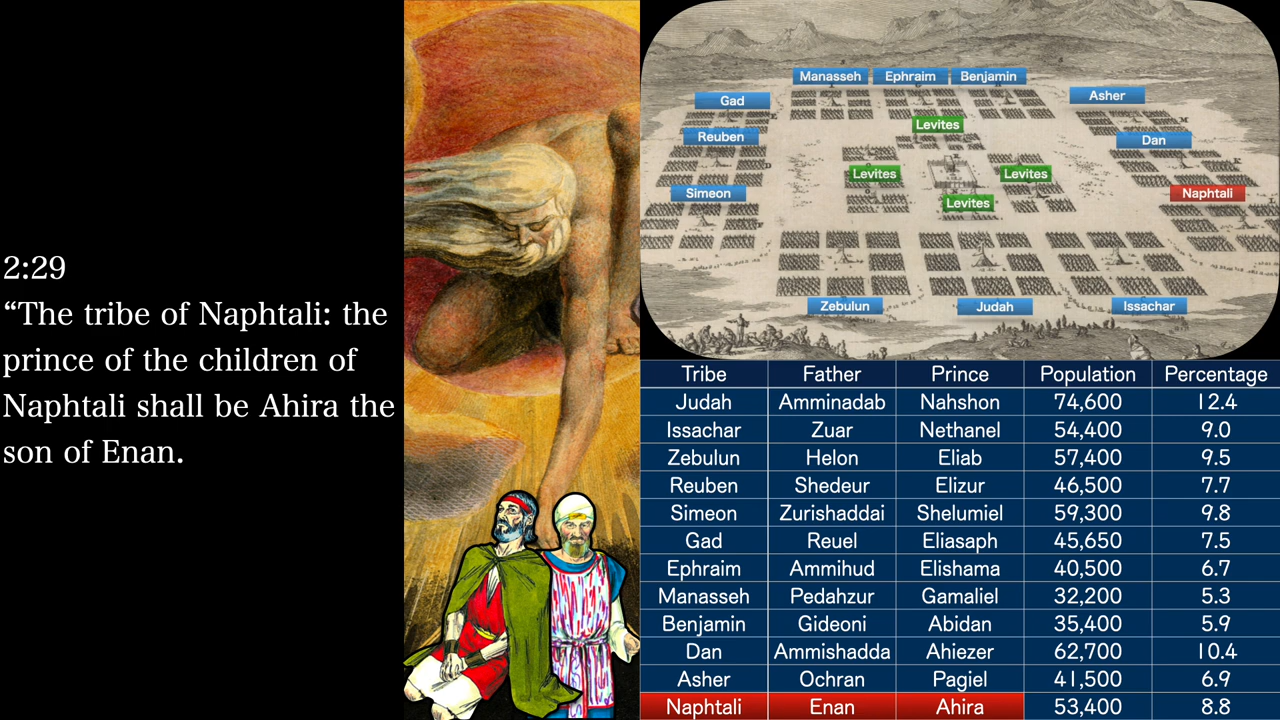 2:29
“The tribe of Naphtali: the
prince of the children of
Naphtali shall be Ahira the
son of Enan.
Manasseh Ephraim Benjamin
Gad
Asher
Levites
Reuben
Dan
Levites
Levites
Simeon
Naphtali
Levites
Zebulun
Judah
Issachar
Tribe Father Prince Population Percentage
Judah Amminadab Nahshon 74,600 12.4
Issachar Zuar Nethanel 54,400 9.0
Zebulun Helon Eliab 57,400 9.5
Reuben Shedeur Elizur 46,500 7.7
Simeon Zurishaddai Shelumiel 59,300 9.8
Gad Reuel Eliasaph 45,650 7.5
Ephraim Ammihud Elishama 40,500 6.7
Manasseh Pedahzur Gamaliel 32,200 5.3
Benjamin Gideoni Abidan 35,400 5.9
Dan Ammishadda Ahiezer 62,700 10.4
Asher Ochran Pagiel 41,500 6.9
Naphtali Enan Ahira 53,400 8.8